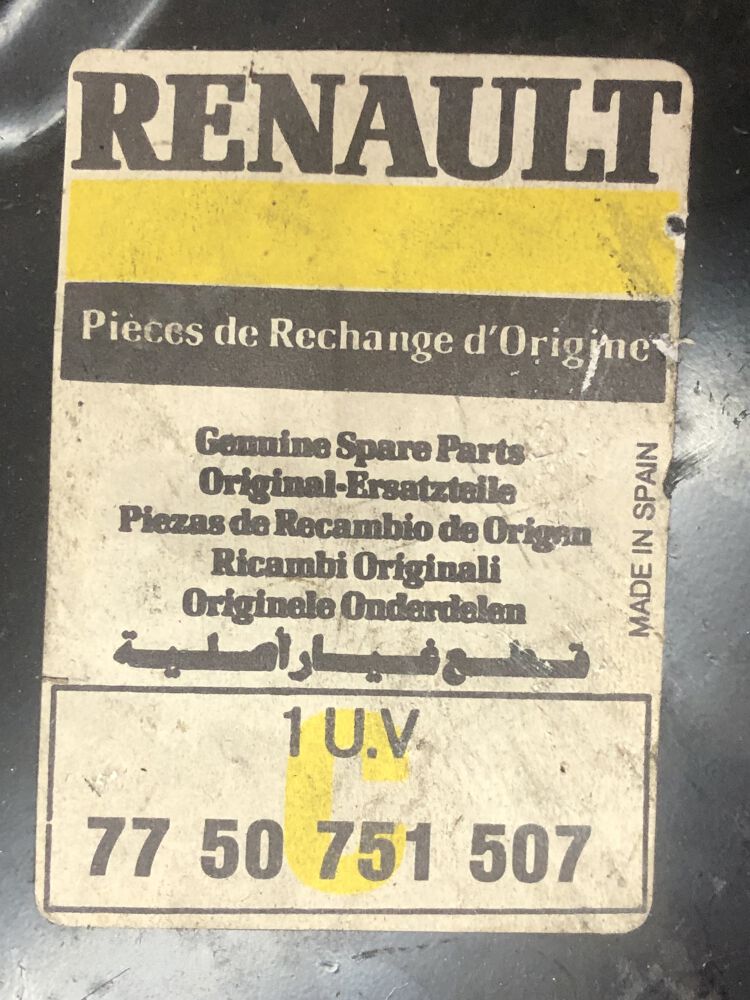 RENAULT
Pièces de Rechange d'Origine
Genuine Spare Parts
Original-Ersatzteile
Piezas de Recambio de Origen
Ricambi Originali
Originele Onderdelen
قطع غيار أصلية
MADE IN SPAIN
1 U.V
C
77 50 751 507